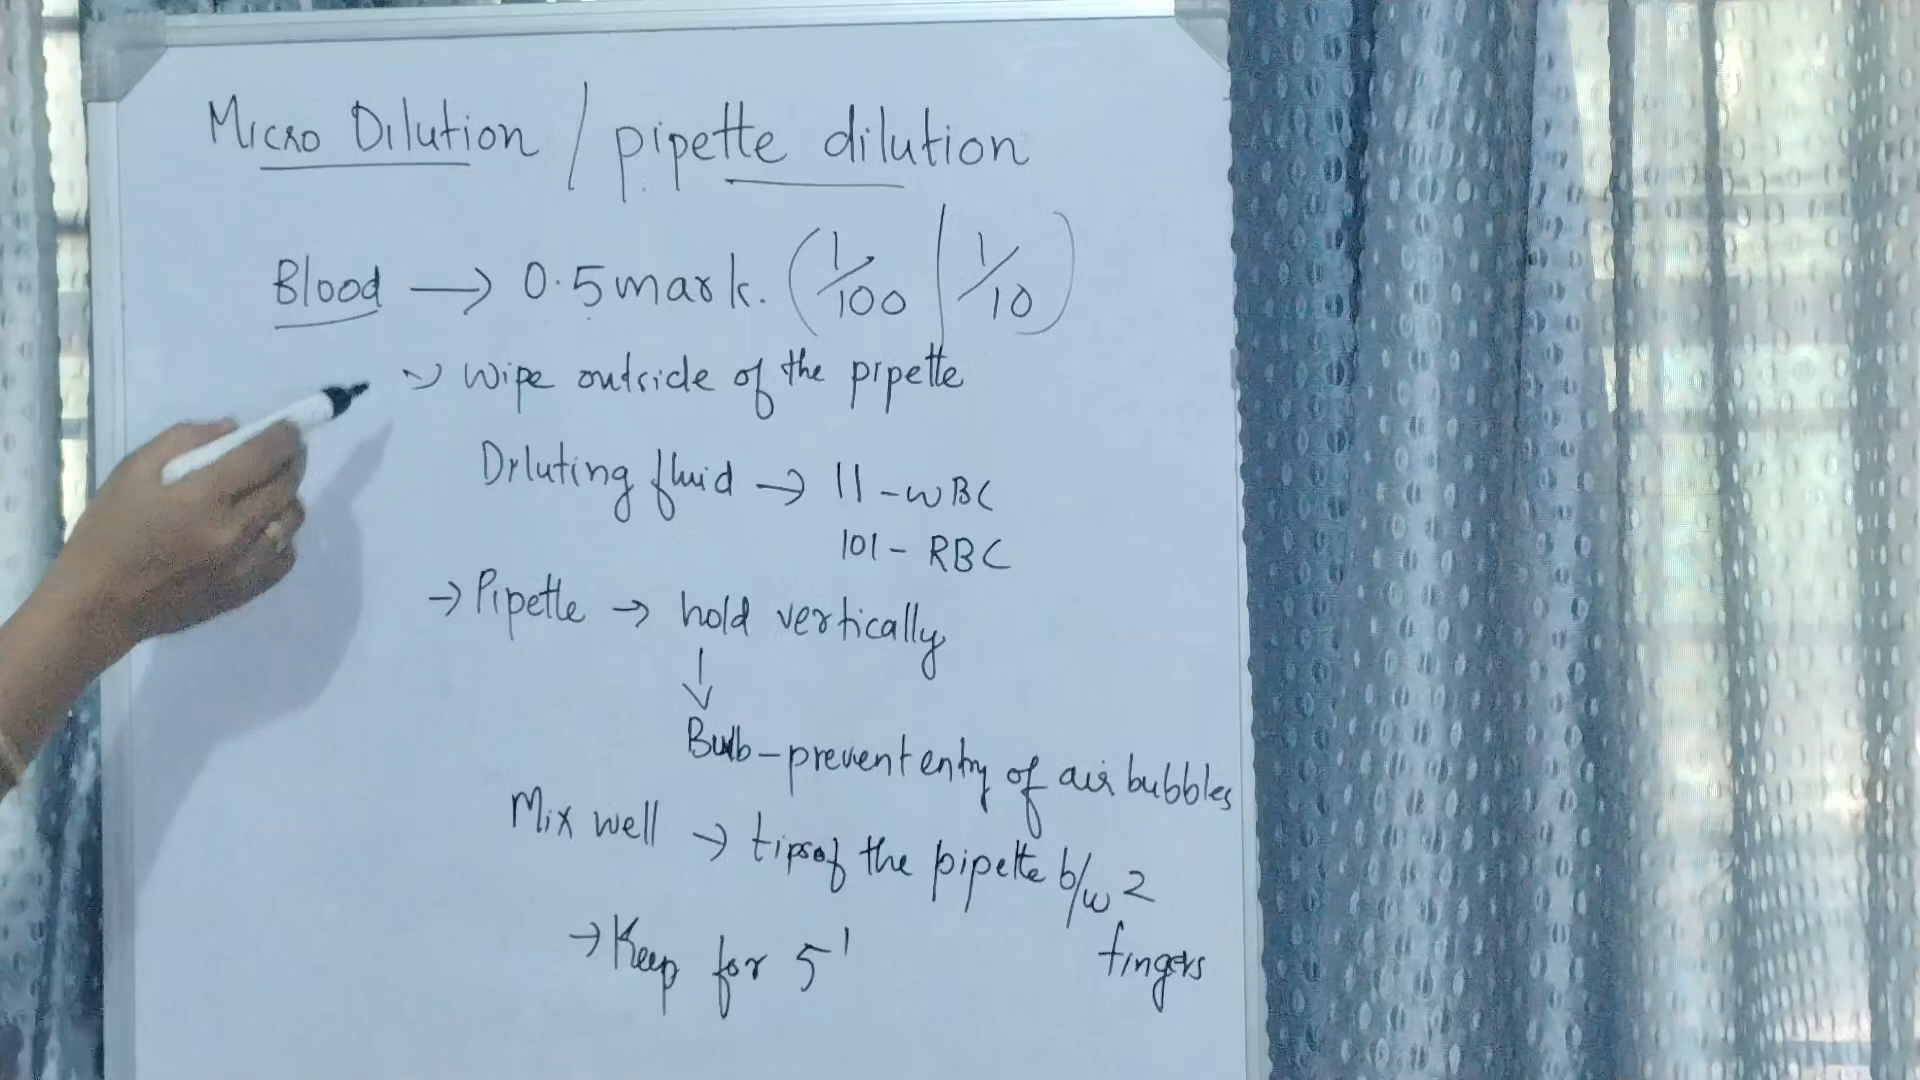 Micro Dilution / pipette dilution
Blood → 0.5 mark. (1/100 | 1/10)
→ Wipe outside of the pipette
Diluting fluid → 11 - WBC
101 - RBC
→ Pipette → hold vertically
↓
Bulb - prevent entry of air bubbles
Mix well → tips of the pipette b/w 2
fingers
→ Keep for 5'